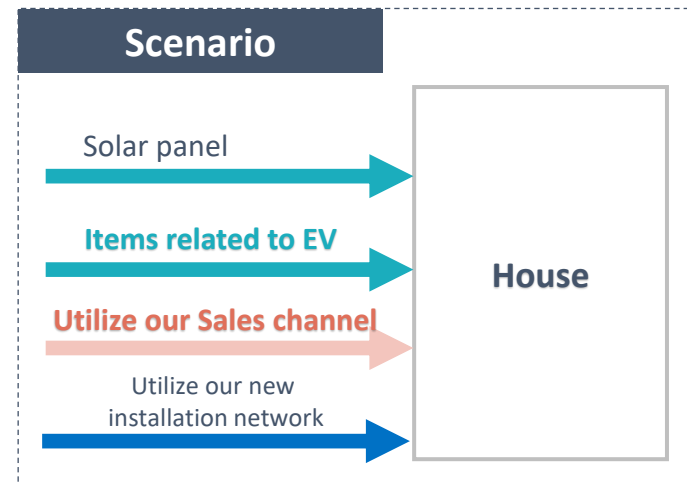 Scenario
Solar panel
Items related to EV
House
Utilize our Sales channel
Utilize our new
installation network